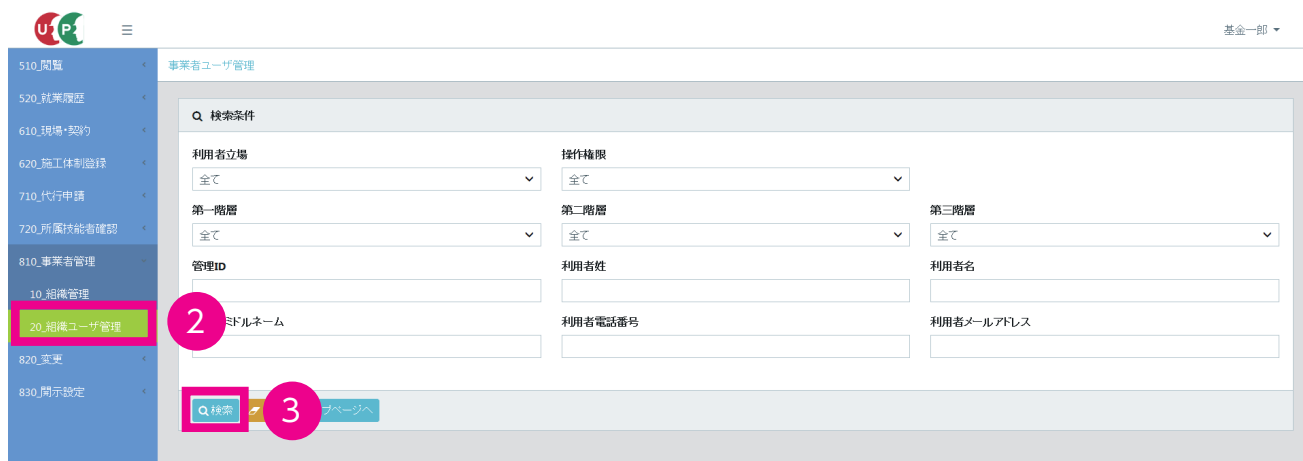 UP
基金一郎
510_閲覧
事業者ユーザ管理
520_就業履歴
610_現場・契約
620_施工体制登録
710_代行申請
720_所属技能者確認
810_事業者管理
10_組織管理
20_組織ユーザ管理
820_変更
830_開示設定
検索条件
利用者立場 操作権限
全て 全て
第一階層 第二階層 第三階層
全て 全て 全て
管理ID 利用者姓 利用者名
2
ミドルネーム 利用者電話番号 利用者メールアドレス
検索 3 プページへ